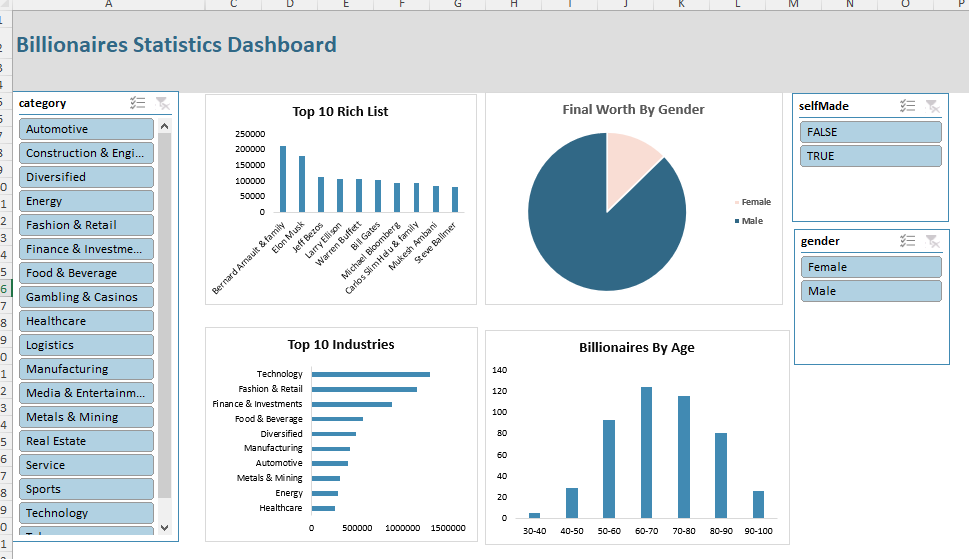 A C D E F G H I J K L M N O P
Billionaires Statistics Dashboard
category
Automotive
Construction & Engi...
Diversified
Energy
Fashion & Retail
Finance & Investme...
Food & Beverage
Gambling & Casinos
Healthcare
Logistics
Manufacturing
Media & Entertainm...
Metals & Mining
Real Estate
Service
Sports
Technology
Top 10 Rich List
250000
200000
150000
100000
50000
0
Bernard Arnault & family
Elon Musk
Jeff Bezos
Larry Ellison
Warren Buffett
Bill Gates
Michael Bloomberg
Carlos Slim Helu & family
Mukesh Ambani
Steve Ballmer
Final Worth By Gender
Female
Male
selfMade
FALSE
TRUE
gender
Female
Male
Top 10 Industries
Technology
Fashion & Retail
Finance & Investments
Food & Beverage
Diversified
Manufacturing
Automotive
Metals & Mining
Energy
Healthcare
0 500000 1000000 1500000
Billionaires By Age
140
120
100
80
60
40
20
0
30-40 40-50 50-60 60-70 70-80 80-90 90-100